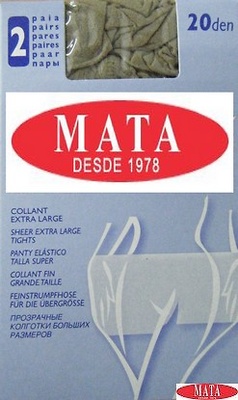 2
paia
pairs
pares
paires
paar
пары
20den
MATA
DESDE 1978
COLLANT
EXTRA LARGE
SHEER EXTRA LARGE
TIGHTS
PANTY ELÁSTICO
TALLA SUPER
COLLANT FIN
GRANDE TAILLE
FEINSTRUMPFHOSE
FÜR DIE ÜBERGRÖSSE
ПРОЗРАЧНЫЕ
КОЛГОТКИ БОЛЬШИХ
РАЗМЕРОВ
MATA